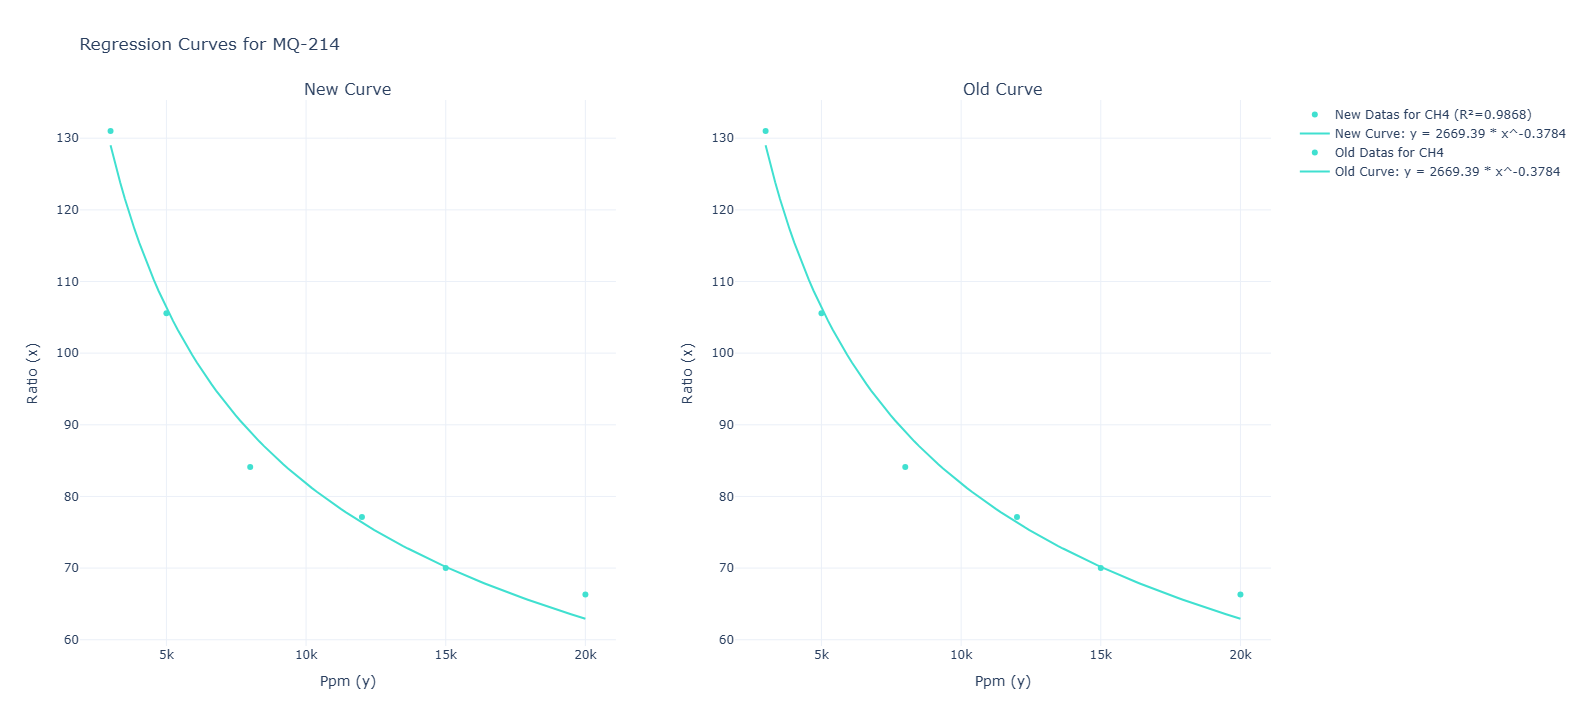 Regression Curves for MQ-214
New Curve
130
120
110
100
90
80
70
60
Ratio (x)
5k
10k
15k
20k
Ppm (y)
Old Curve
130
120
110
100
90
80
70
60
Ratio (x)
5k
10k
15k
20k
Ppm (y)
New Datas for CH4 (R²=0.9868)
New Curve: y = 2669.39 * x^-0.3784
Old Datas for CH4
Old Curve: y = 2669.39 * x^-0.3784